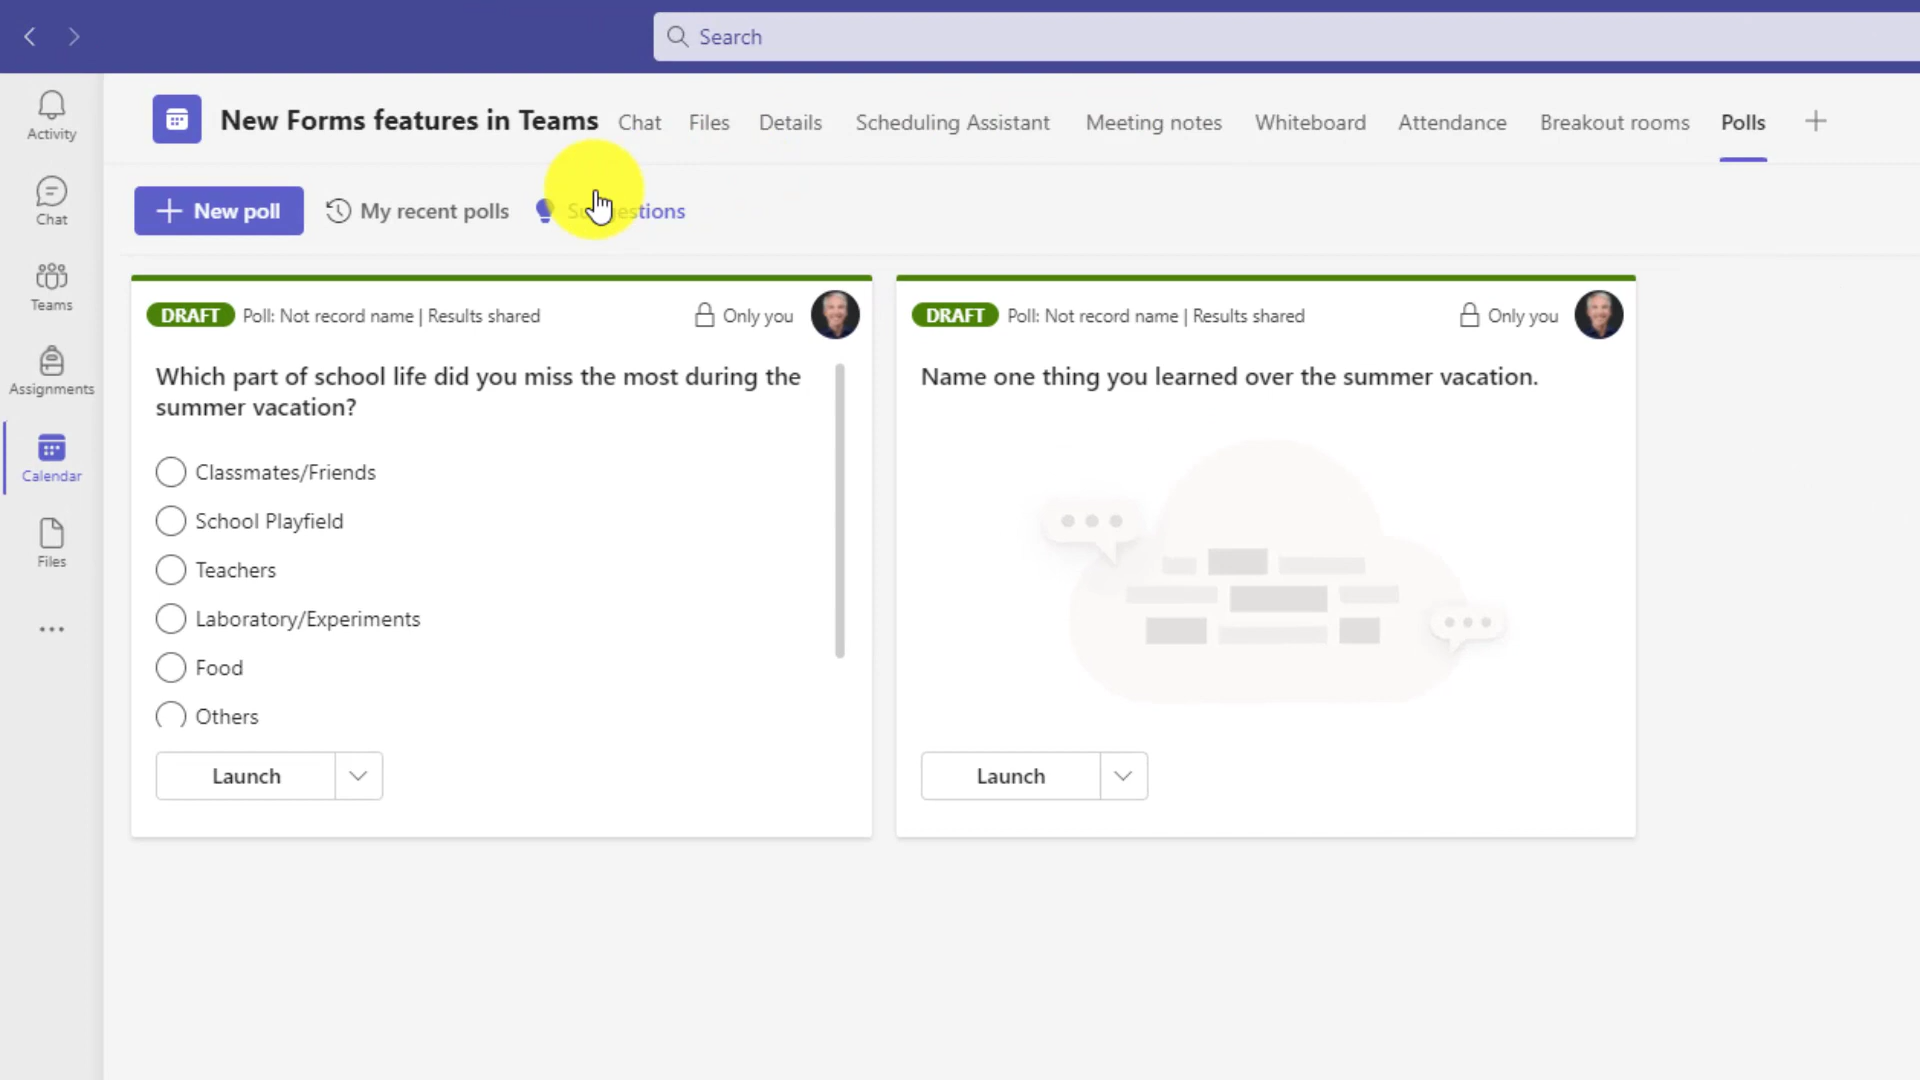 Search
Activity
Chat
Teams
Assignments
Calendar
Files
New Forms features in Teams Chat Files Details Scheduling Assistant Meeting notes Whiteboard Attendance Breakout rooms Polls
New poll My recent polls Suggestions
DRAFT Poll: Not record name | Results shared Only you
Which part of school life did you miss the most during the
summer vacation?
Classmates/Friends
School Playfield
Teachers
Laboratory/Experiments
Food
Others
Launch
DRAFT Poll: Not record name | Results shared Only you
Name one thing you learned over the summer vacation.
Launch